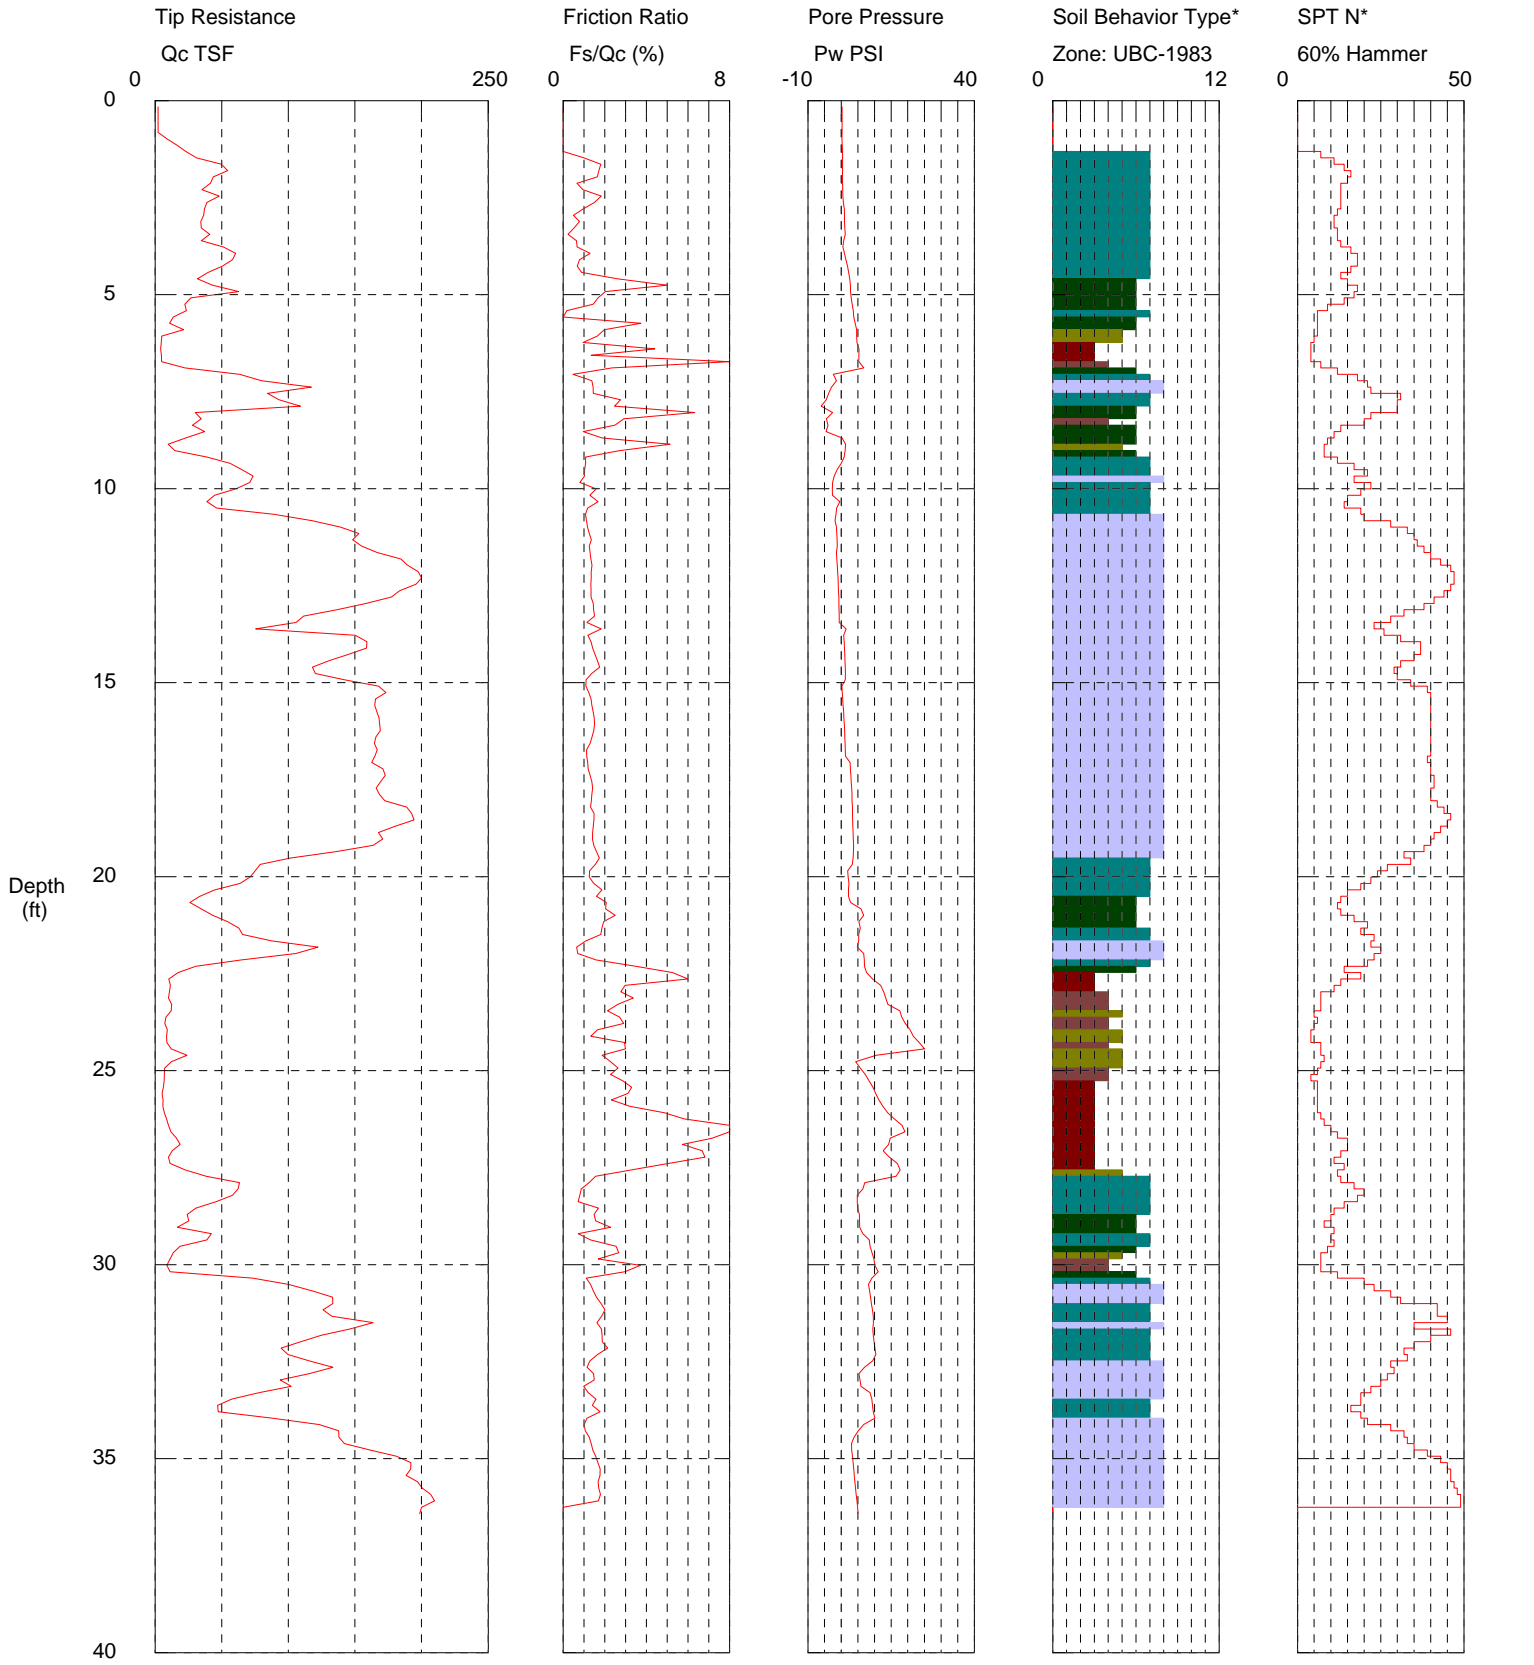 Tip Resistance Friction Ratio Pore Pressure Soil Behavior Type* SPT N*
Qc TSF Fs/Qc (%) Pw PSI Zone: UBC-1983 60% Hammer
0 250 0 8 -10 40 0 12 0 50
0
5
10
15
20
Depth
(ft)
25
30
35
40